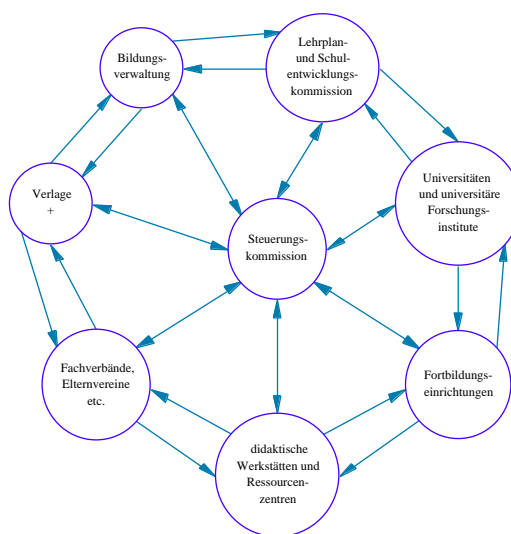 Bildungs-
verwaltung
Lehrplan-
und Schul-
entwicklungs-
kommission
Universitäten
und universitäre
Forschungs-
institute
Verlage
+
Steuerungs-
kommission
Fachverbände,
Elternvereine
etc.
Fortbildungs-
einrichtungen
didaktische
Werkstätten und
Ressourcen-
zentren